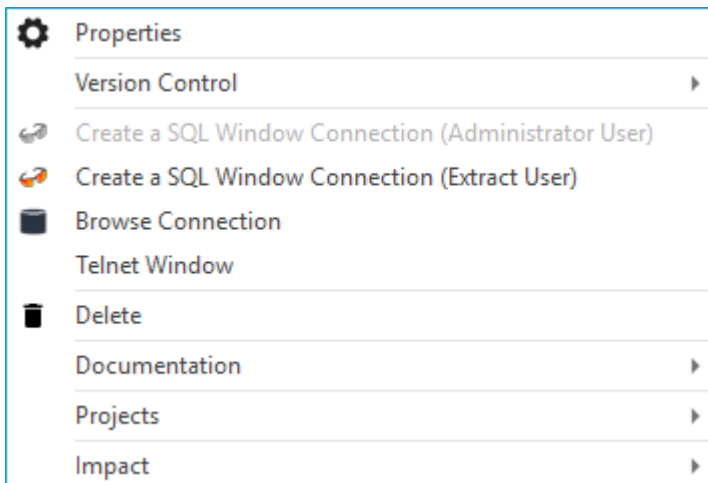 Properties
Version Control
Create a SQL Window Connection (Administrator User)
Create a SQL Window Connection (Extract User)
Browse Connection
Telnet Window
Delete
Documentation
Projects
Impact